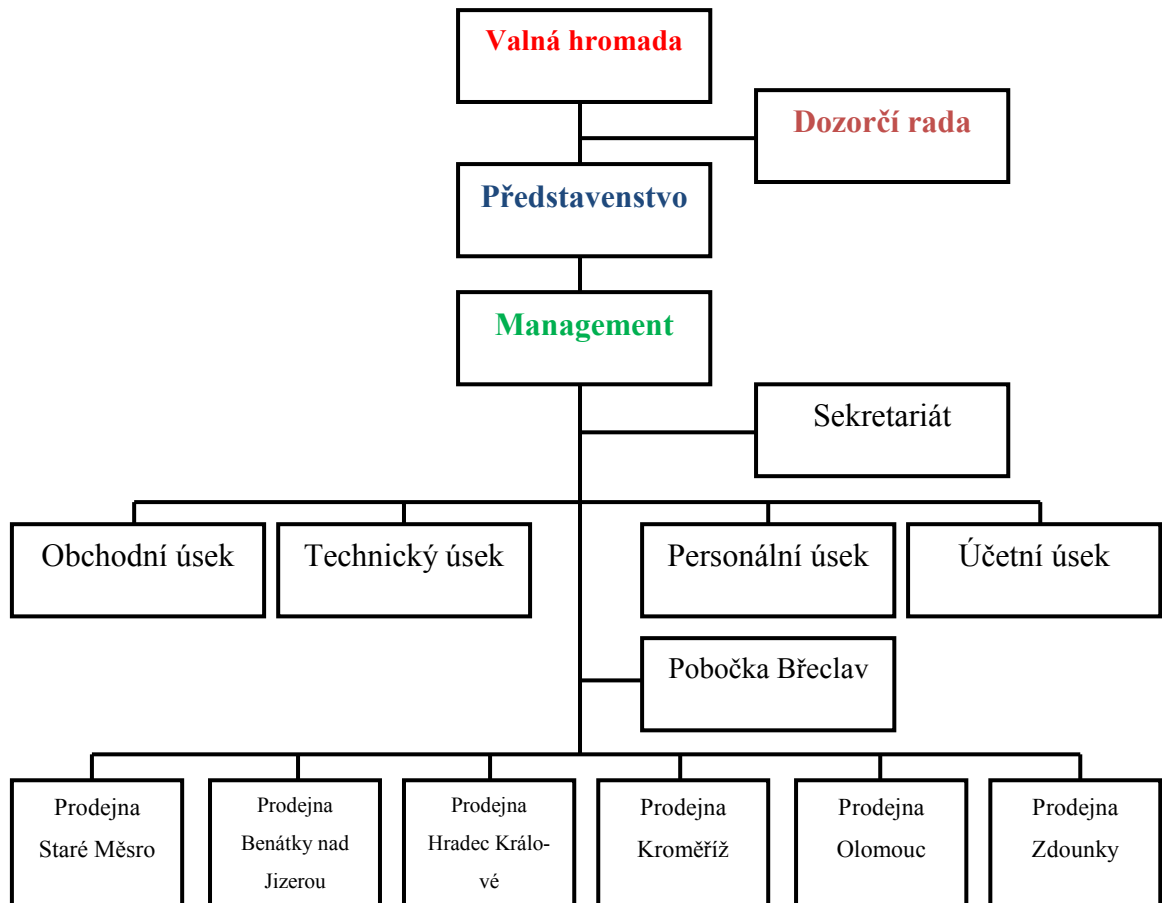 Valná hromada
Dozorčí rada
Představenstvo
Management
Sekretariát
Obchodní úsek
Technický úsek
Personální úsek
Účetní úsek
Pobočka Břeclav
Prodejna
Staré Měsro
Prodejna
Benátky nad
Jizerou
Prodejna
Hradec Králo-
vé
Prodejna
Kroměříž
Prodejna
Olomouc
Prodejna
Zdounky